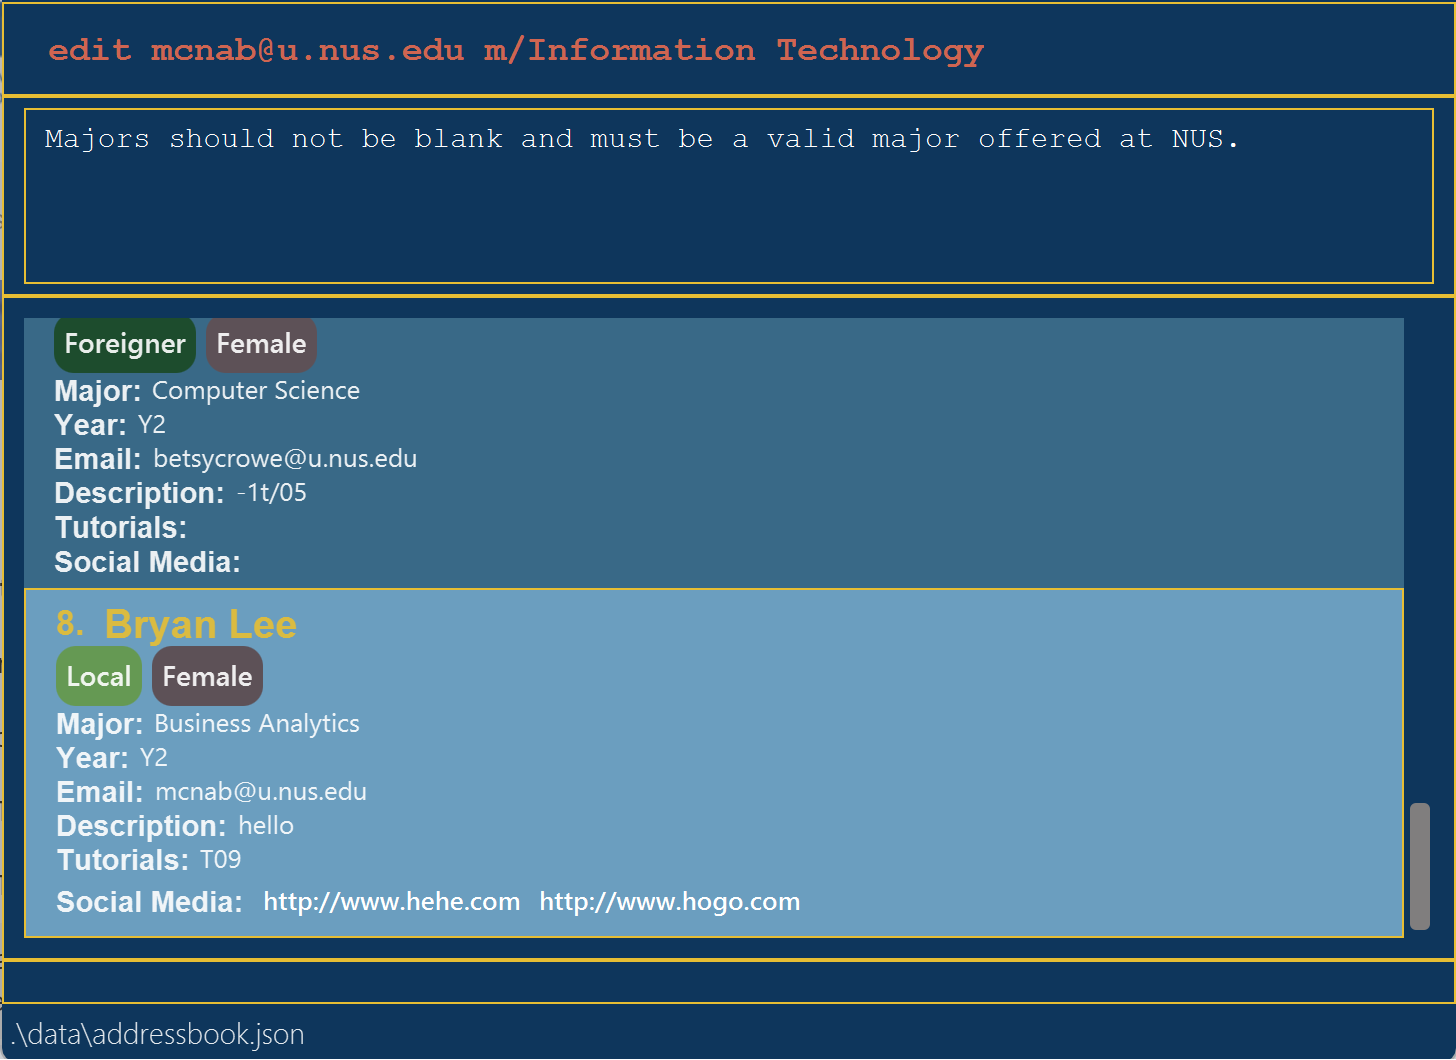 edit mcnab@u.nus.edu m/Information Technology
Majors should not be blank and must be a valid major offered at NUS.
Foreigner Female
Major: Computer Science
Year: Y2
Email: betsycrowe@u.nus.edu
Description: -1t/05
Tutorials:
Social Media:
8. Bryan Lee
Local Female
Major: Business Analytics
Year: Y2
Email: mcnab@u.nus.edu
Description: hello
Tutorials: T09
Social Media: http://www.hehe.com http://www.hogo.com
.\data\addressbook.json